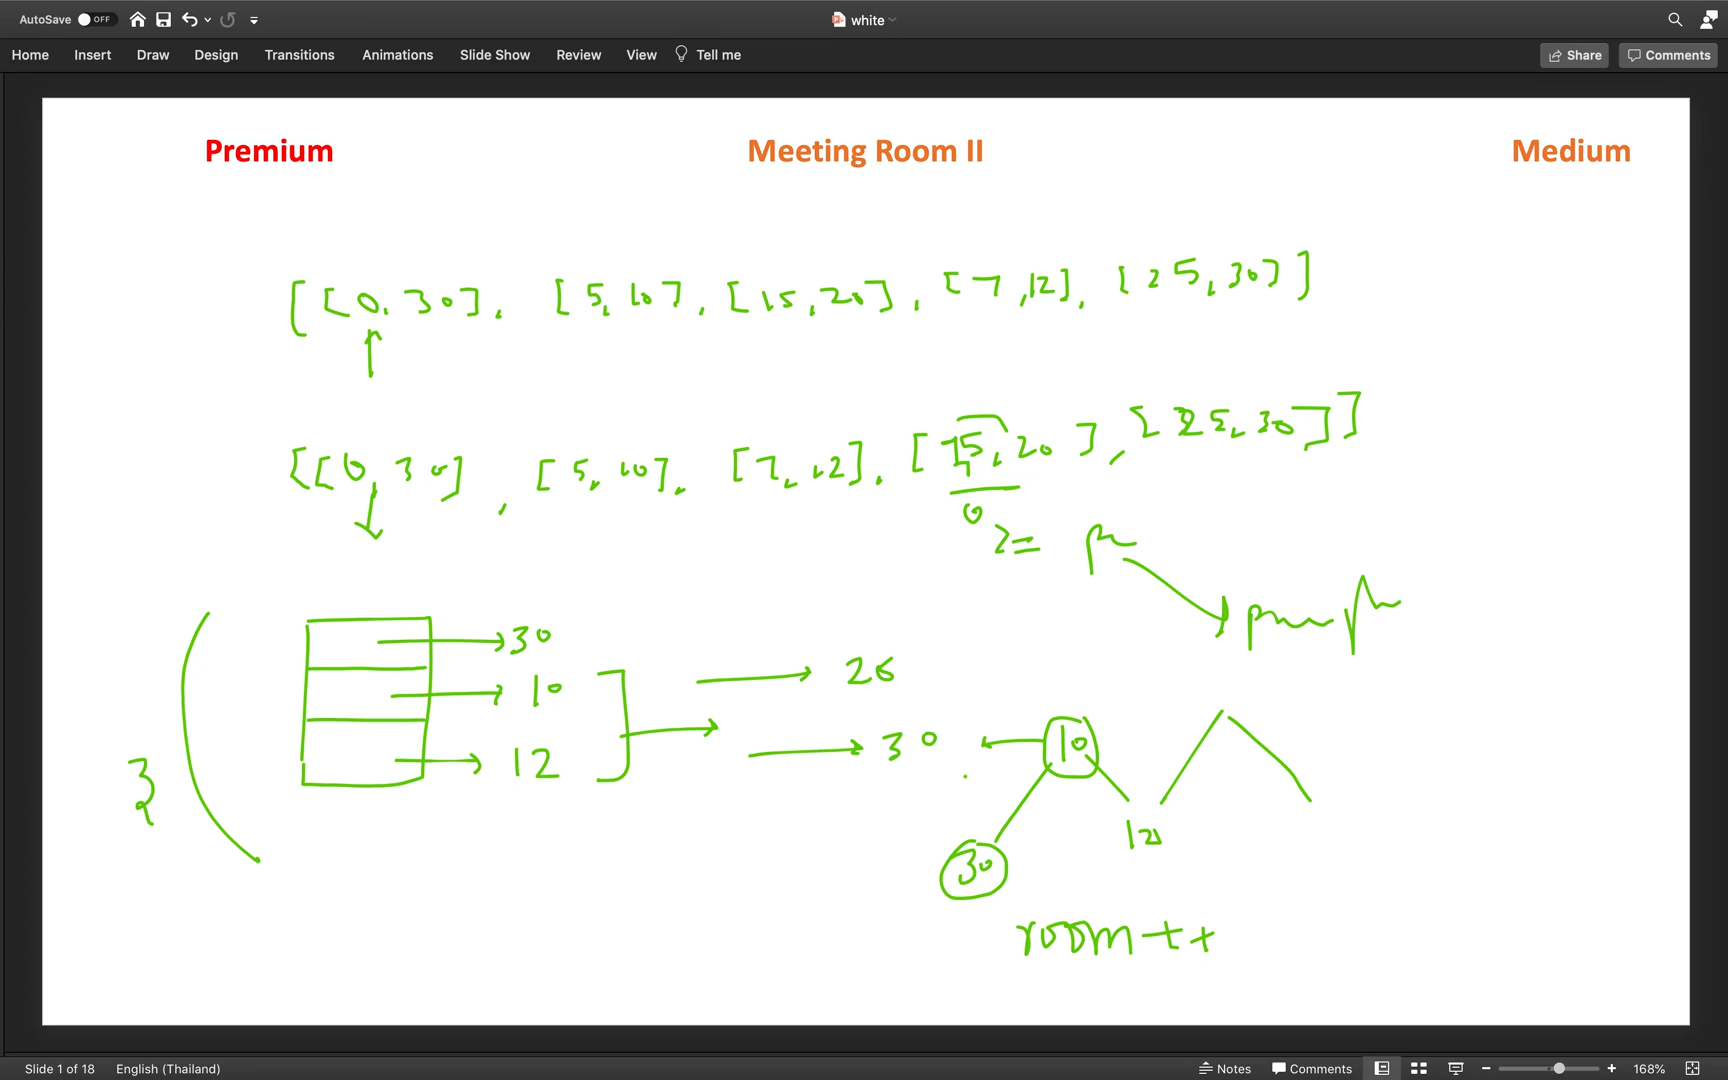 AutoSave OFF white
Home Insert Draw Design Transitions Animations Slide Show Review View Tell me Share Comments
Premium Meeting Room II Medium
[[0, 30], [5, 10], [15, 20], [7, 12], [25, 30]]
[[0, 30], [5, 10], [7, 12], [15, 20], [25, 30]]
0
>=
30
10
12
26
30
3
10
30 12
room ++
Slide 1 of 18 English (Thailand) Notes Comments 168%